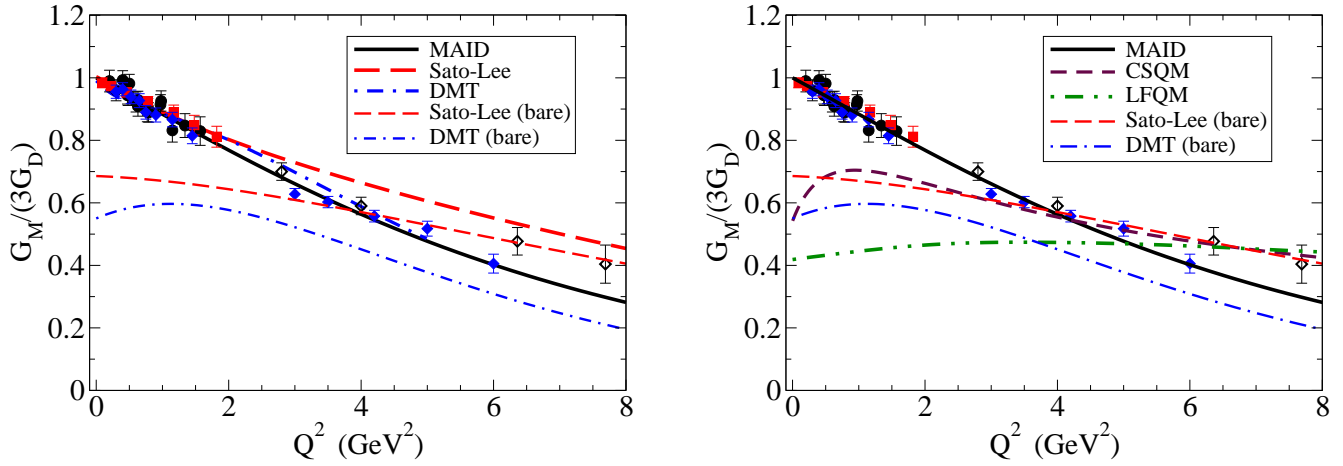 1.2
1
0.8
0.6
0.4
0.2
0
G_M/(3G_D)
0 2 4 6 8
Q^2 (GeV^2)
MAID
Sato-Lee
DMT
Sato-Lee (bare)
DMT (bare)
1.2
1
0.8
0.6
0.4
0.2
0
G_M/(3G_D)
0 2 4 6 8
Q^2 (GeV^2)
MAID
CSQM
LFQM
Sato-Lee (bare)
DMT (bare)